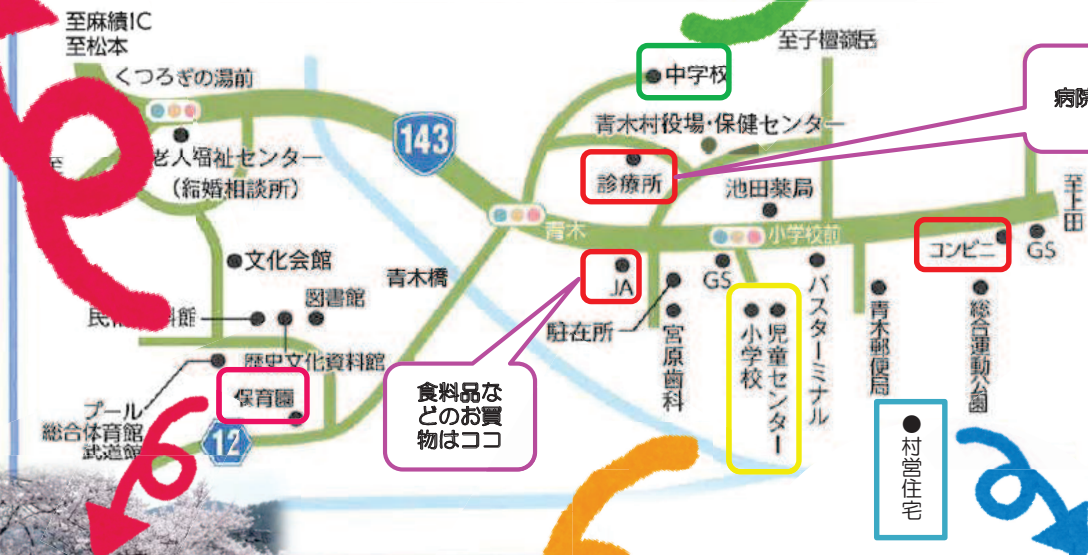 至麻績IC
至松本
くつろぎの湯前
老人福祉センター
(結婚相談所)
至
文化会館
図書館
歴史文化資料館
保育園
プール
総合体育館
武道館
12
143
青木橋
青木
中学校
至子檀嶺岳
青木村役場・保健センター
診療所
池田薬局
病院
至上田
小学校前
コンビニ
GS
JA
GS
駐在所
宮原歯科
小学校
児童センター
バスターミナル
青木郵便局
総合運動公園
村営住宅
食料品な
どのお買
物はココ